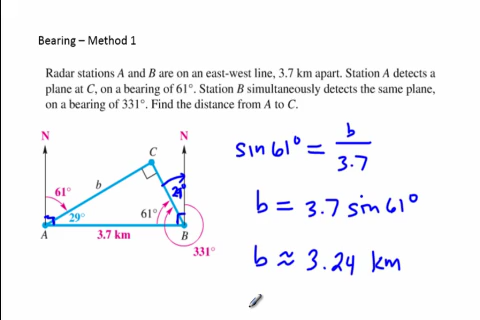 Bearing – Method 1
Radar stations A and B are on an east-west line, 3.7 km apart. Station A detects a
plane at C, on a bearing of 61°. Station B simultaneously detects the same plane,
on a bearing of 331°. Find the distance from A to C.
N
N
C
61°
b
29°
29°
61°
A
3.7 km
B
331°
sin 61° = b / 3.7
b = 3.7 sin 61°
b ≈ 3.24 km